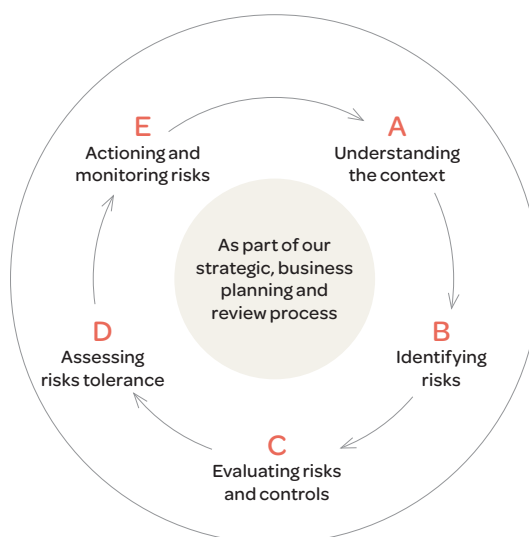 A
Understanding
the context
B
Identifying
risks
C
Evaluating risks
and controls
D
Assessing
risks tolerance
E
Actioning and
monitoring risks
As part of our
strategic, business
planning and
review process